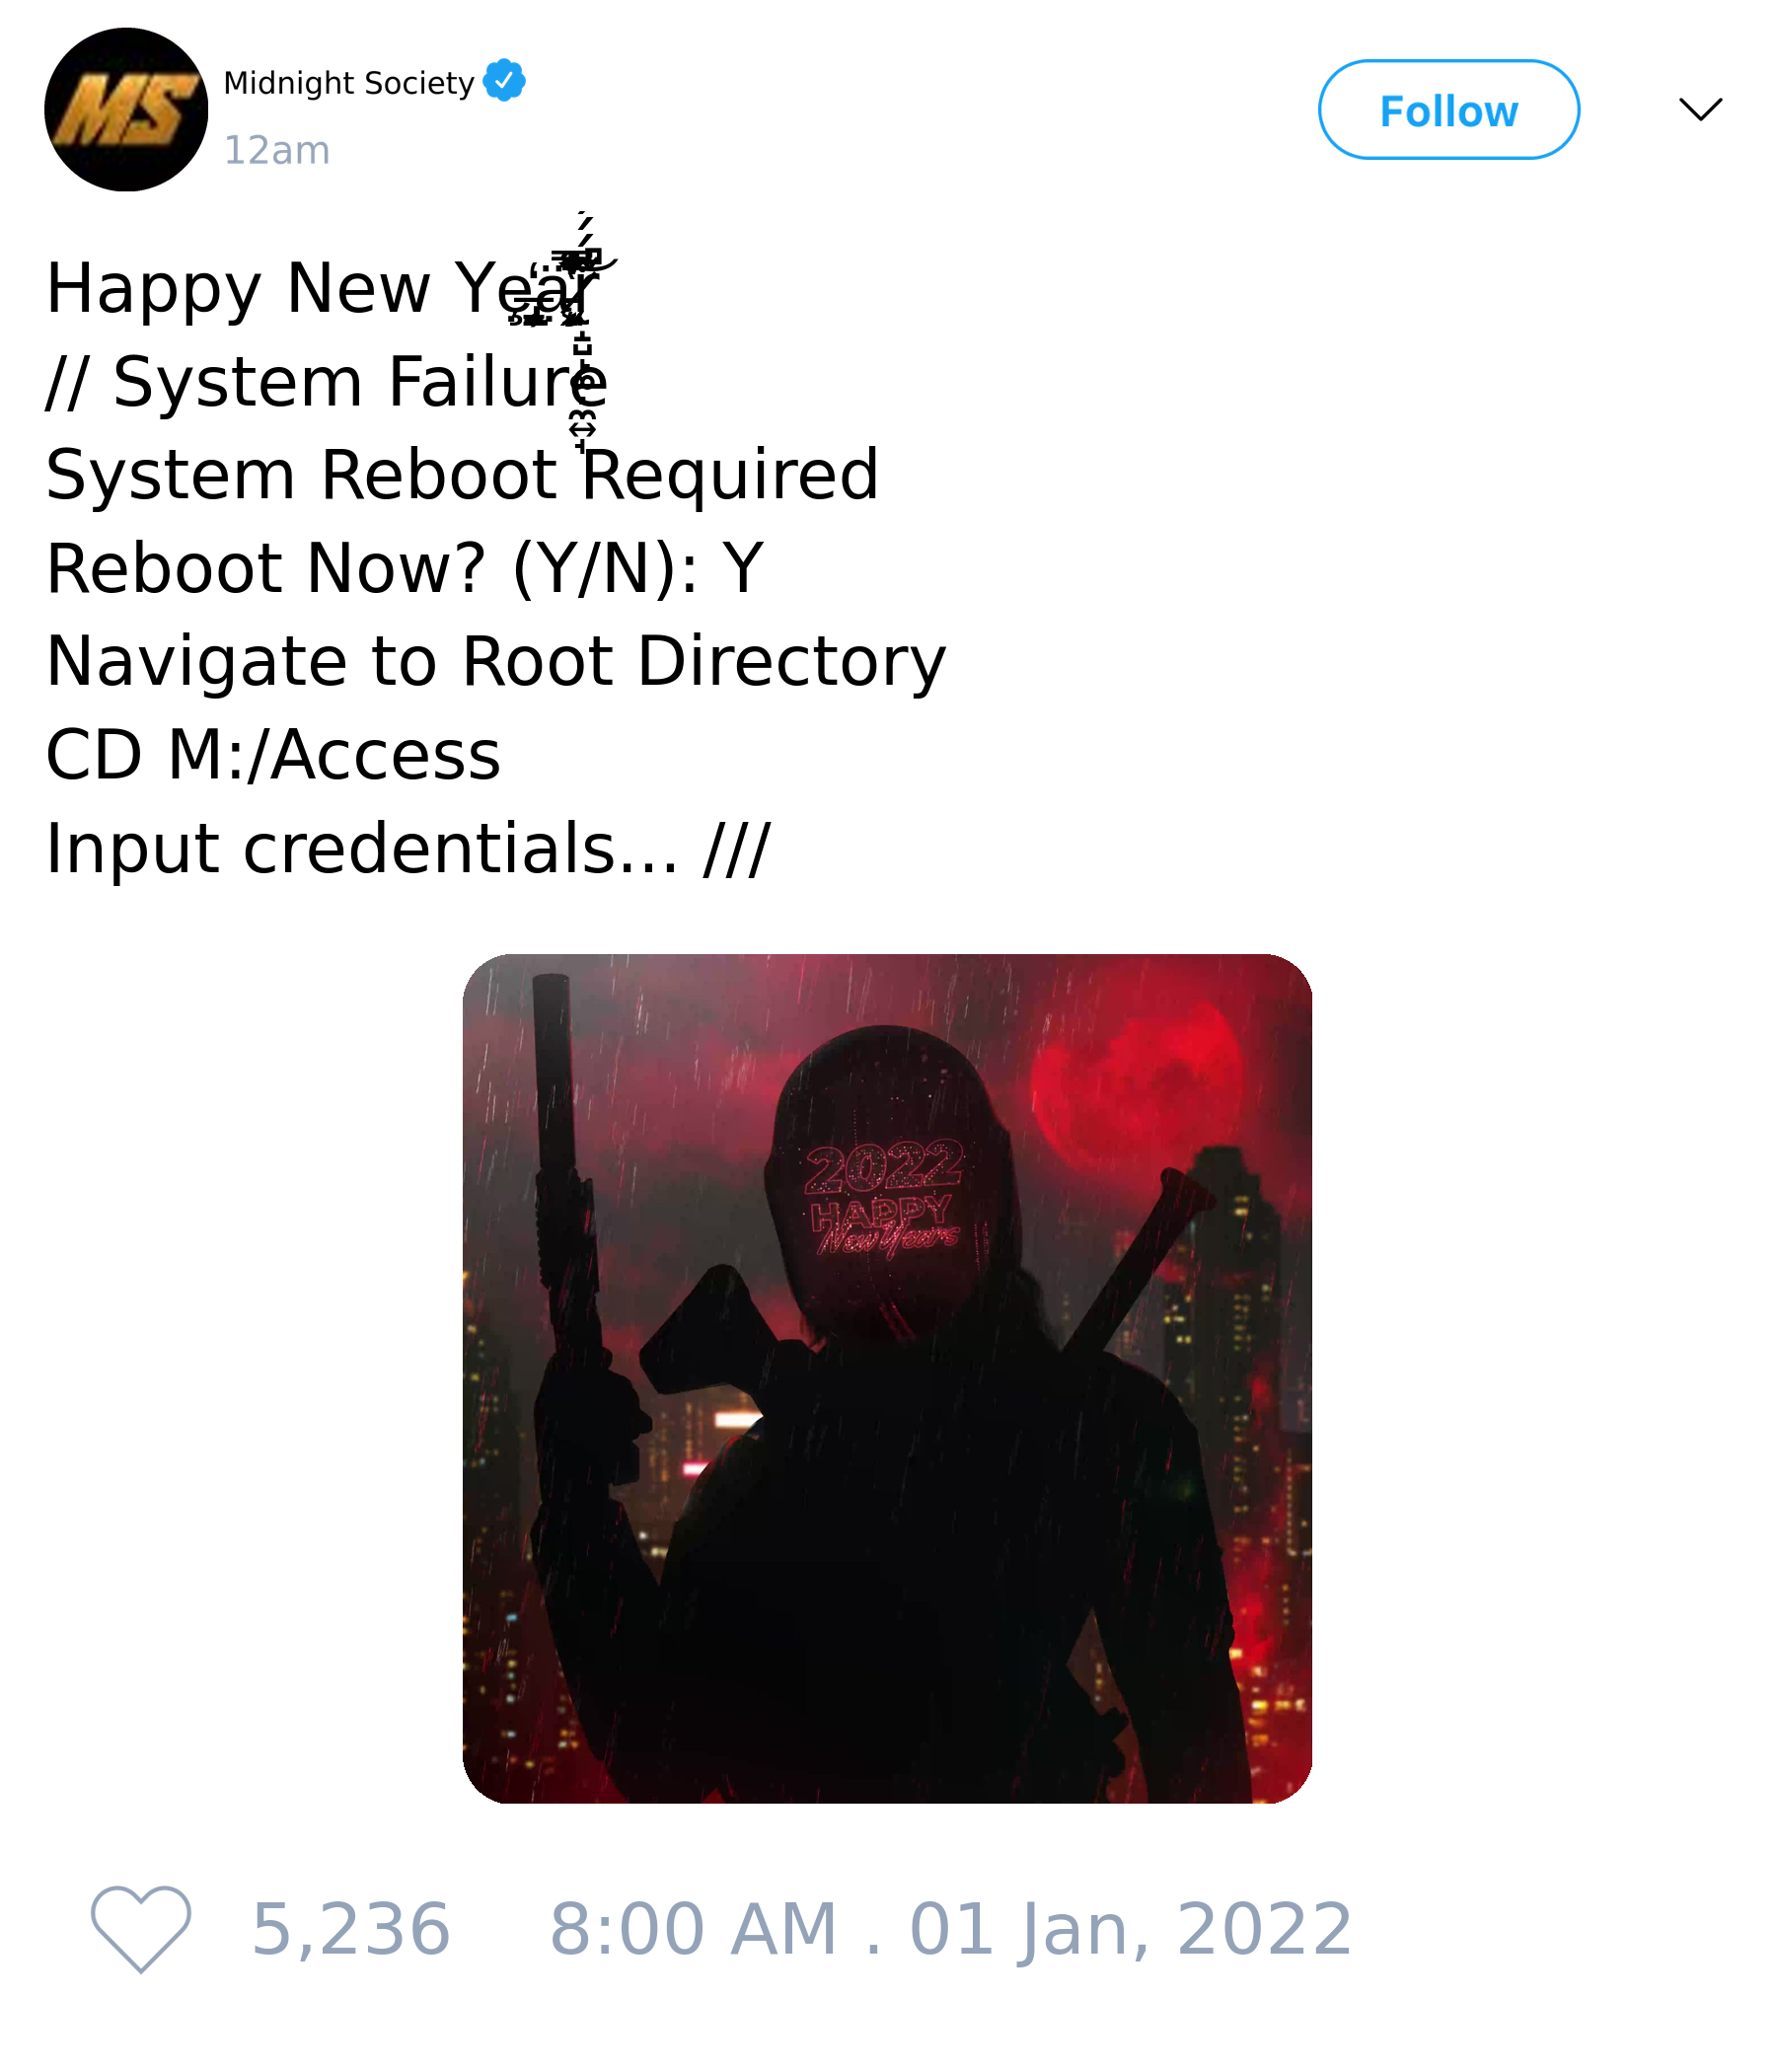 MS
Midnight Society
12am
Follow
Happy New Year
// System Failure
System Reboot Required
Reboot Now? (Y/N): Y
Navigate to Root Directory
CD M:/Access
Input credentials... ///
2022
HAPPY
New Years
5,236 8:00 AM . 01 Jan, 2022